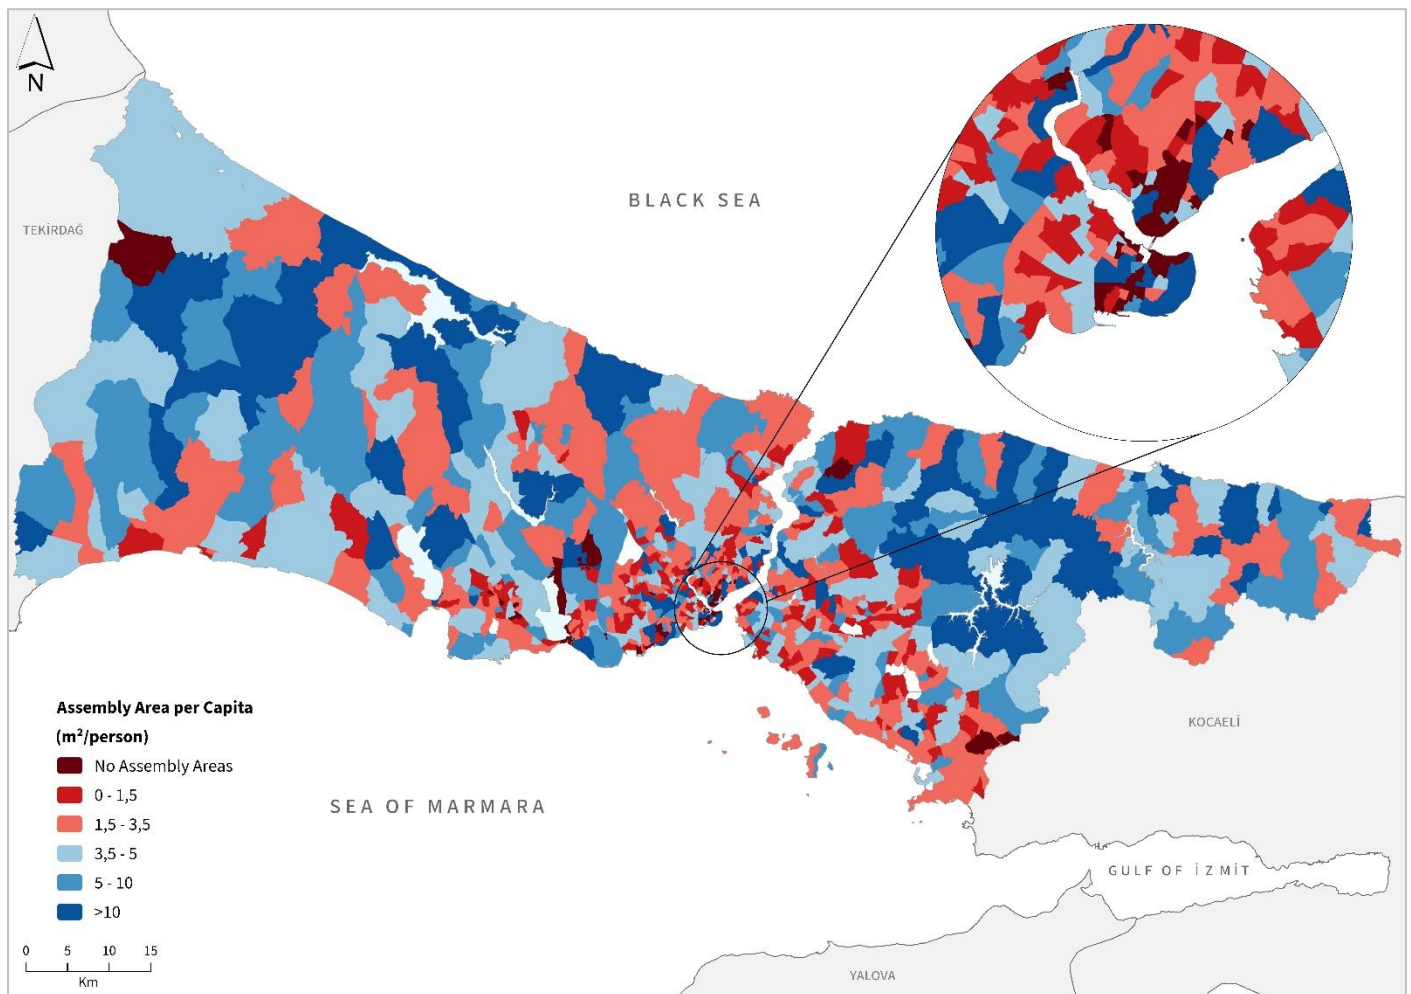 N
BLACK SEA
TEKİRDAĞ
KOCAELİ
SEA OF MARMARA
GULF OF İZMİT
YALOVA
Assembly Area per Capita
(m²/person)
No Assembly Areas
0 - 1,5
1,5 - 3,5
3,5 - 5
5 - 10
>10
0 5 10 15
Km